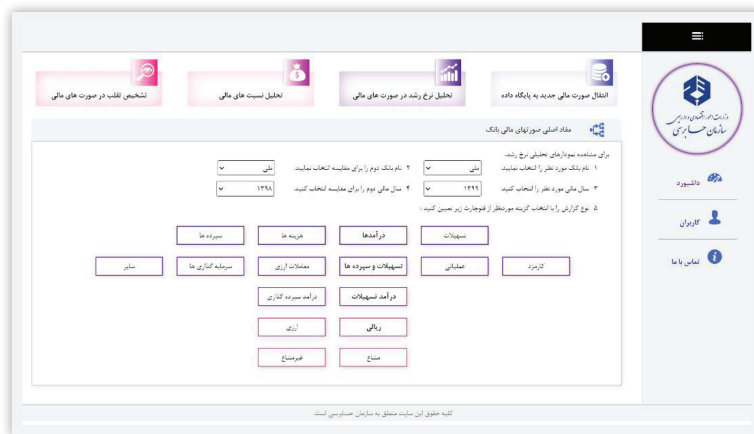 انتقال صورت مالی جدید به پایگاه داده
تحلیل نرخ رشد در صورت های مالی
تحلیل نسبت های مالی
تشخیص تقلب در صورت های مالی
سازمان حسابرسی
داشبورد
کاربران
تماس با ما
مفاد اصلی صورتهای مالی بانک
برای مشاهده نمودارهای تحلیلی نرخ رشد،
۱ نام بانک مورد نظر را انتخاب نمایید. ملی ۲ نام بانک دوم را برای مقایسه انتخاب نمایید. ملی
۳ سال مالی مورد نظر را انتخاب کنید. ۱۳۹۹ ۴ سال مالی دوم را برای مقایسه انتخاب کنید. ۱۳۹۸
۵ نوع گزارش را با انتخاب گزینه موردنظر از فلوچارت زیر تعیین کنید :
تسهیلات درآمدها هزینه ها سپرده ها
کارمزد عملیاتی تسهیلات و سپرده ها معاملات ارزی سرمایه گذاری ها سایر
درآمد تسهیلات درآمد سپرده گذاری
ریالی ارزی
مشاع غیرمشاع
کلیه حقوق این سایت متعلق به سازمان حسابرسی است.